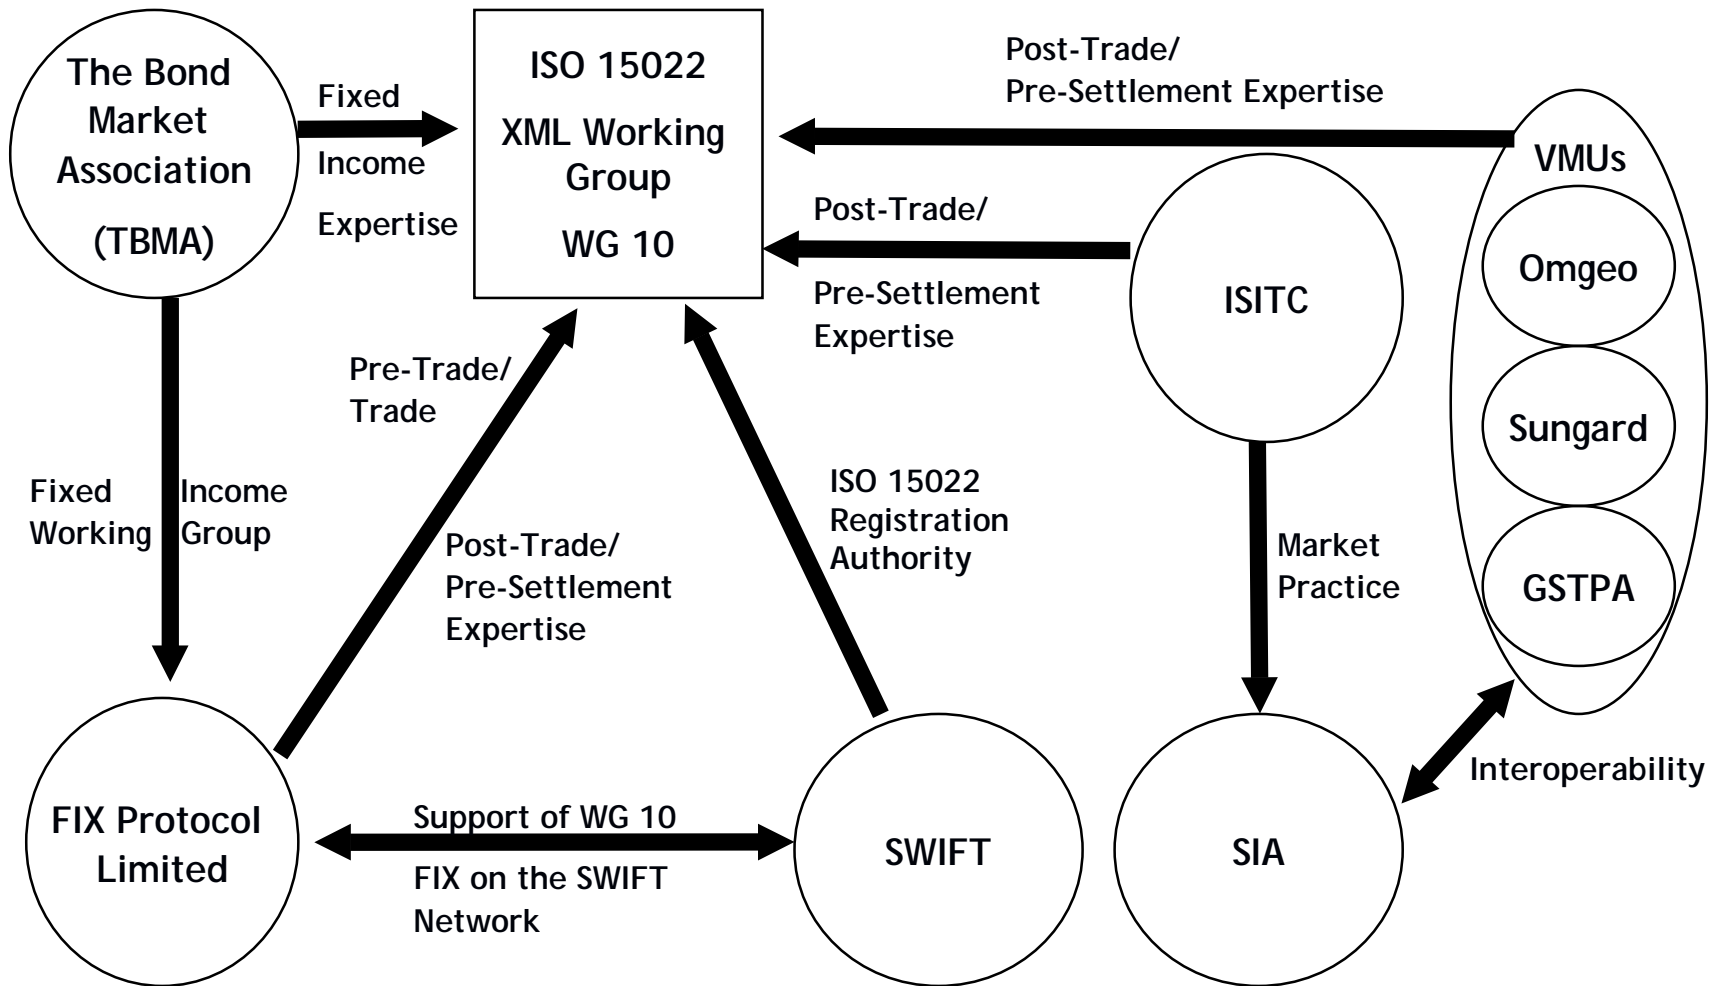 The Bond
Market
Association
(TBMA)
Fixed
Income
Expertise
ISO 15022
XML Working
Group
WG 10
Post-Trade/
Pre-Settlement Expertise
VMUs
Omgeo
Sungard
GSTPA
Post-Trade/
Pre-Settlement
Expertise
ISITC
Pre-Trade/
Trade
Fixed Income
Working Group
Post-Trade/
Pre-Settlement
Expertise
ISO 15022
Registration
Authority
Market
Practice
Interoperability
FIX Protocol
Limited
Support of WG 10
FIX on the SWIFT
Network
SWIFT
SIA